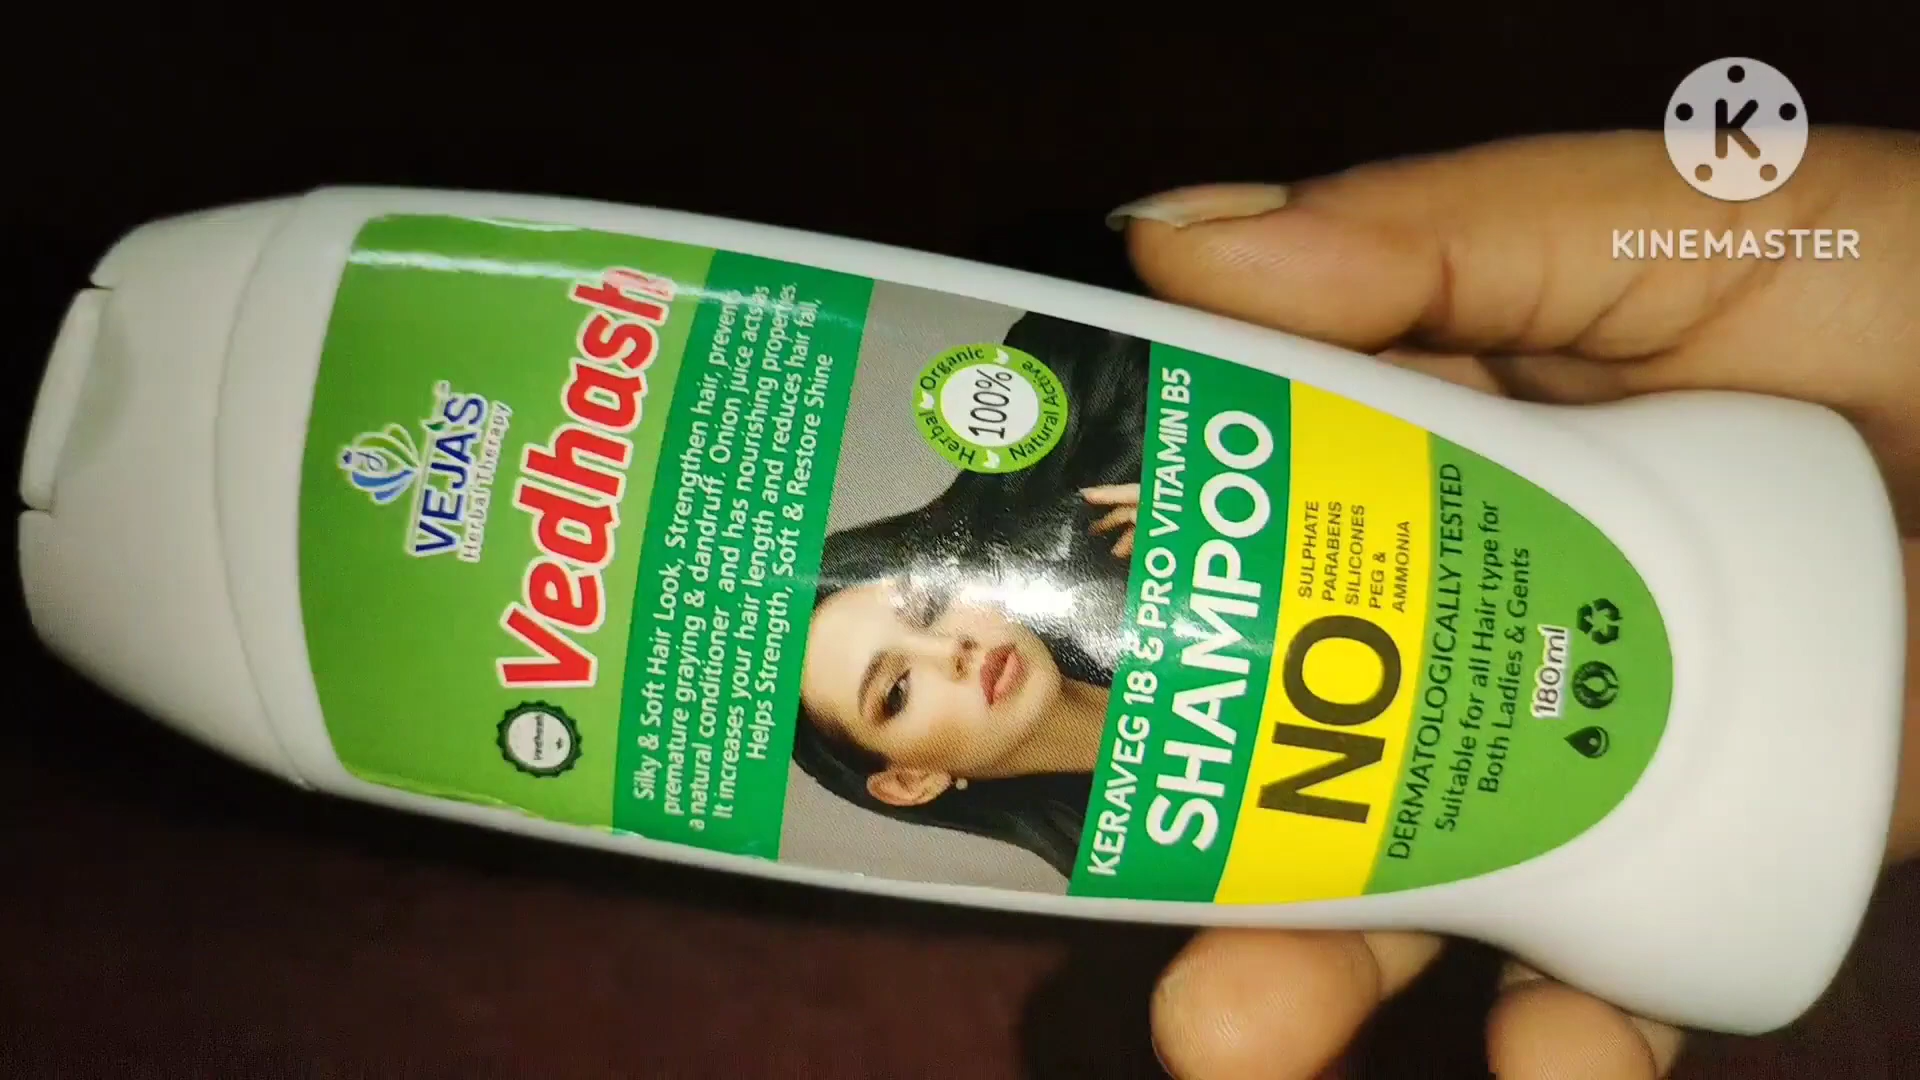 KINEMASTER
VEJA'S
Herbal Therapy
Vedhash
Vedhash
Silky & Soft Hair Look, Strengthen hair, prevents
premature graying & dandruff. Onion juice acts as
a natural conditioner and has nourishing properties.
It increases your hair length and reduces hair fall,
Helps Strength, Soft & Restore Shine
Herbal Organic
100%
Natural Active
KERAVEG 18 & PRO VITAMIN B5
SHAMPOO
NO
SULPHATE
PARABENS
SILICONES
PEG &
AMMONIA
DERMATOLOGICALLY TESTED
Suitable for all Hair type for
Both Ladies & Gents
180ml